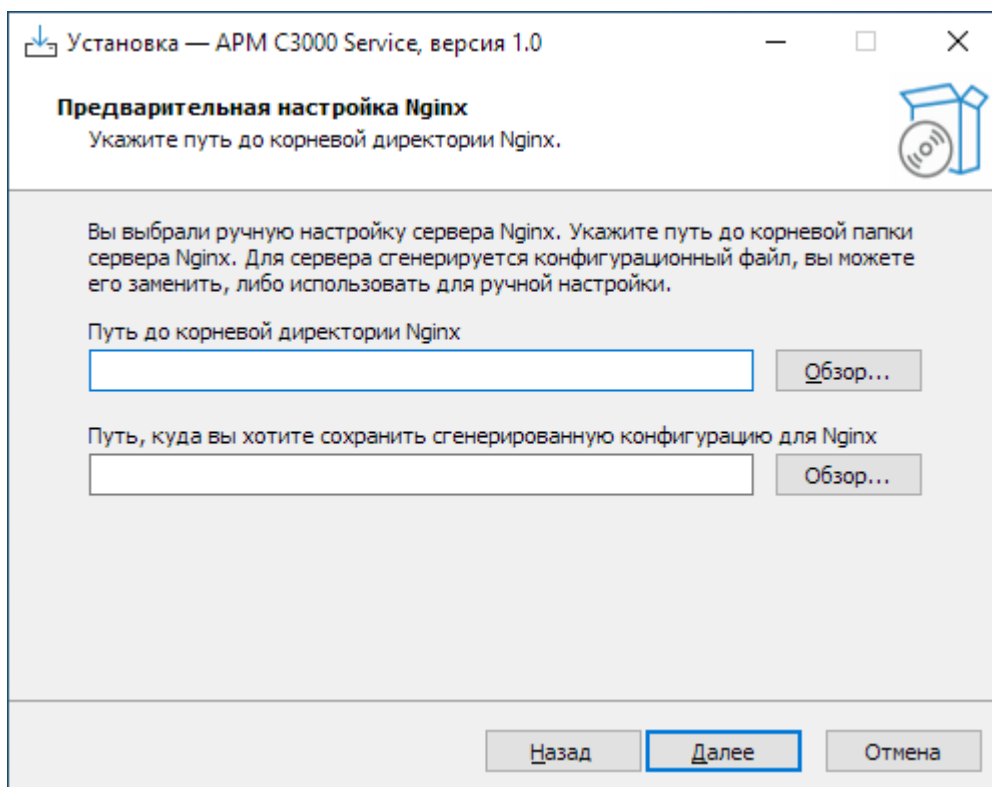 Установка — АРМ С3000 Service, версия 1.0
Предварительная настройка Nginx
Укажите путь до корневой директории Nginx.
Вы выбрали ручную настройку сервера Nginx. Укажите путь до корневой папки
сервера Nginx. Для сервера сгенерируется конфигурационный файл, вы можете
его заменить, либо использовать для ручной настройки.
Путь до корневой директории Nginx
Обзор...
Путь, куда вы хотите сохранить сгенерированную конфигурацию для Nginx
Обзор...
Назад
Далее
Отмена